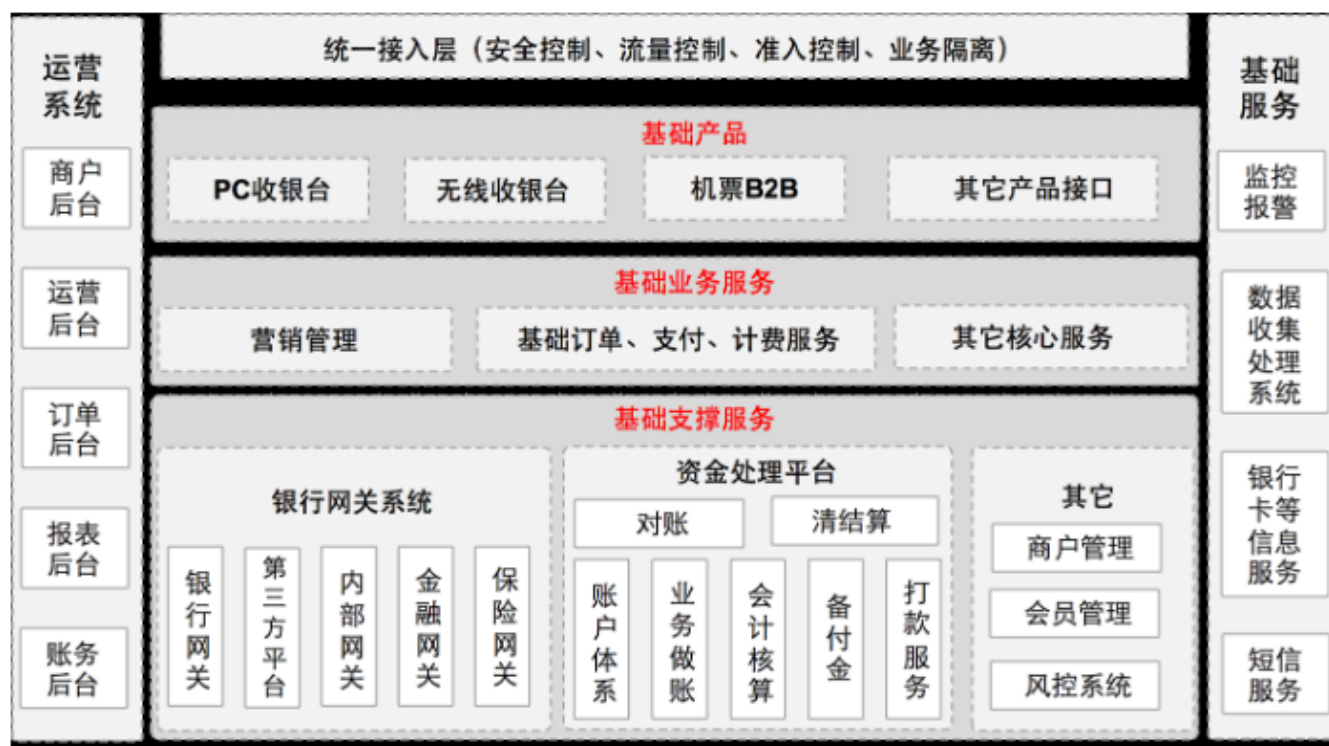 运营
系统
商户
后台
运营
后台
订单
后台
报表
后台
账务
后台
统一接入层（安全控制、流量控制、准入控制、业务隔离）
基础产品
PC收银台
无线收银台
机票B2B
其它产品接口
基础业务服务
营销管理
基础订单、支付、计费服务
其它核心服务
基础支撑服务
银行网关系统
银行网关
第三方平台
内部网关
金融网关
保险网关
资金处理平台
对账
清结算
账户体系
业务做账
会计核算
备付金
打款服务
其它
商户管理
会员管理
风控系统
基础
服务
监控
报警
数据
收集
处理
系统
银行
卡等
信息
服务
短信
服务